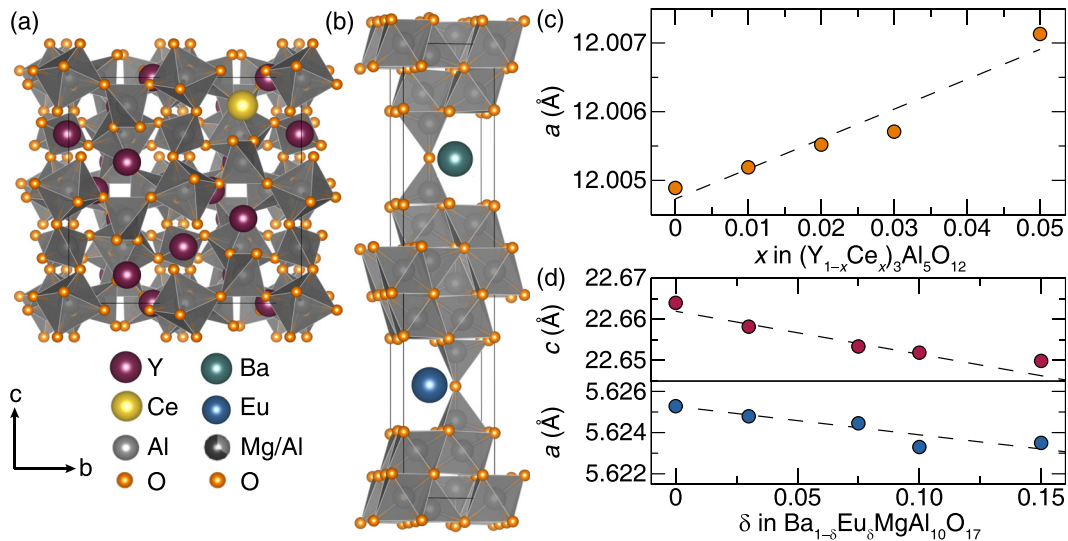 (a)
Y
Ba
Ce
Eu
Al
Mg/Al
O
O
c
b
(b)
(c)
12.007
12.006
12.005
a (Å)
0
0.01
0.02
0.03
0.04
0.05
x in (Y₁₋ₓCeₓ)₃Al₅O₁₂
(d)
22.67
22.66
22.65
c (Å)
5.626
5.624
5.622
a (Å)
0
0.05
0.10
0.15
δ in Ba₁₋δEuδMgAl₁₀O₁₇